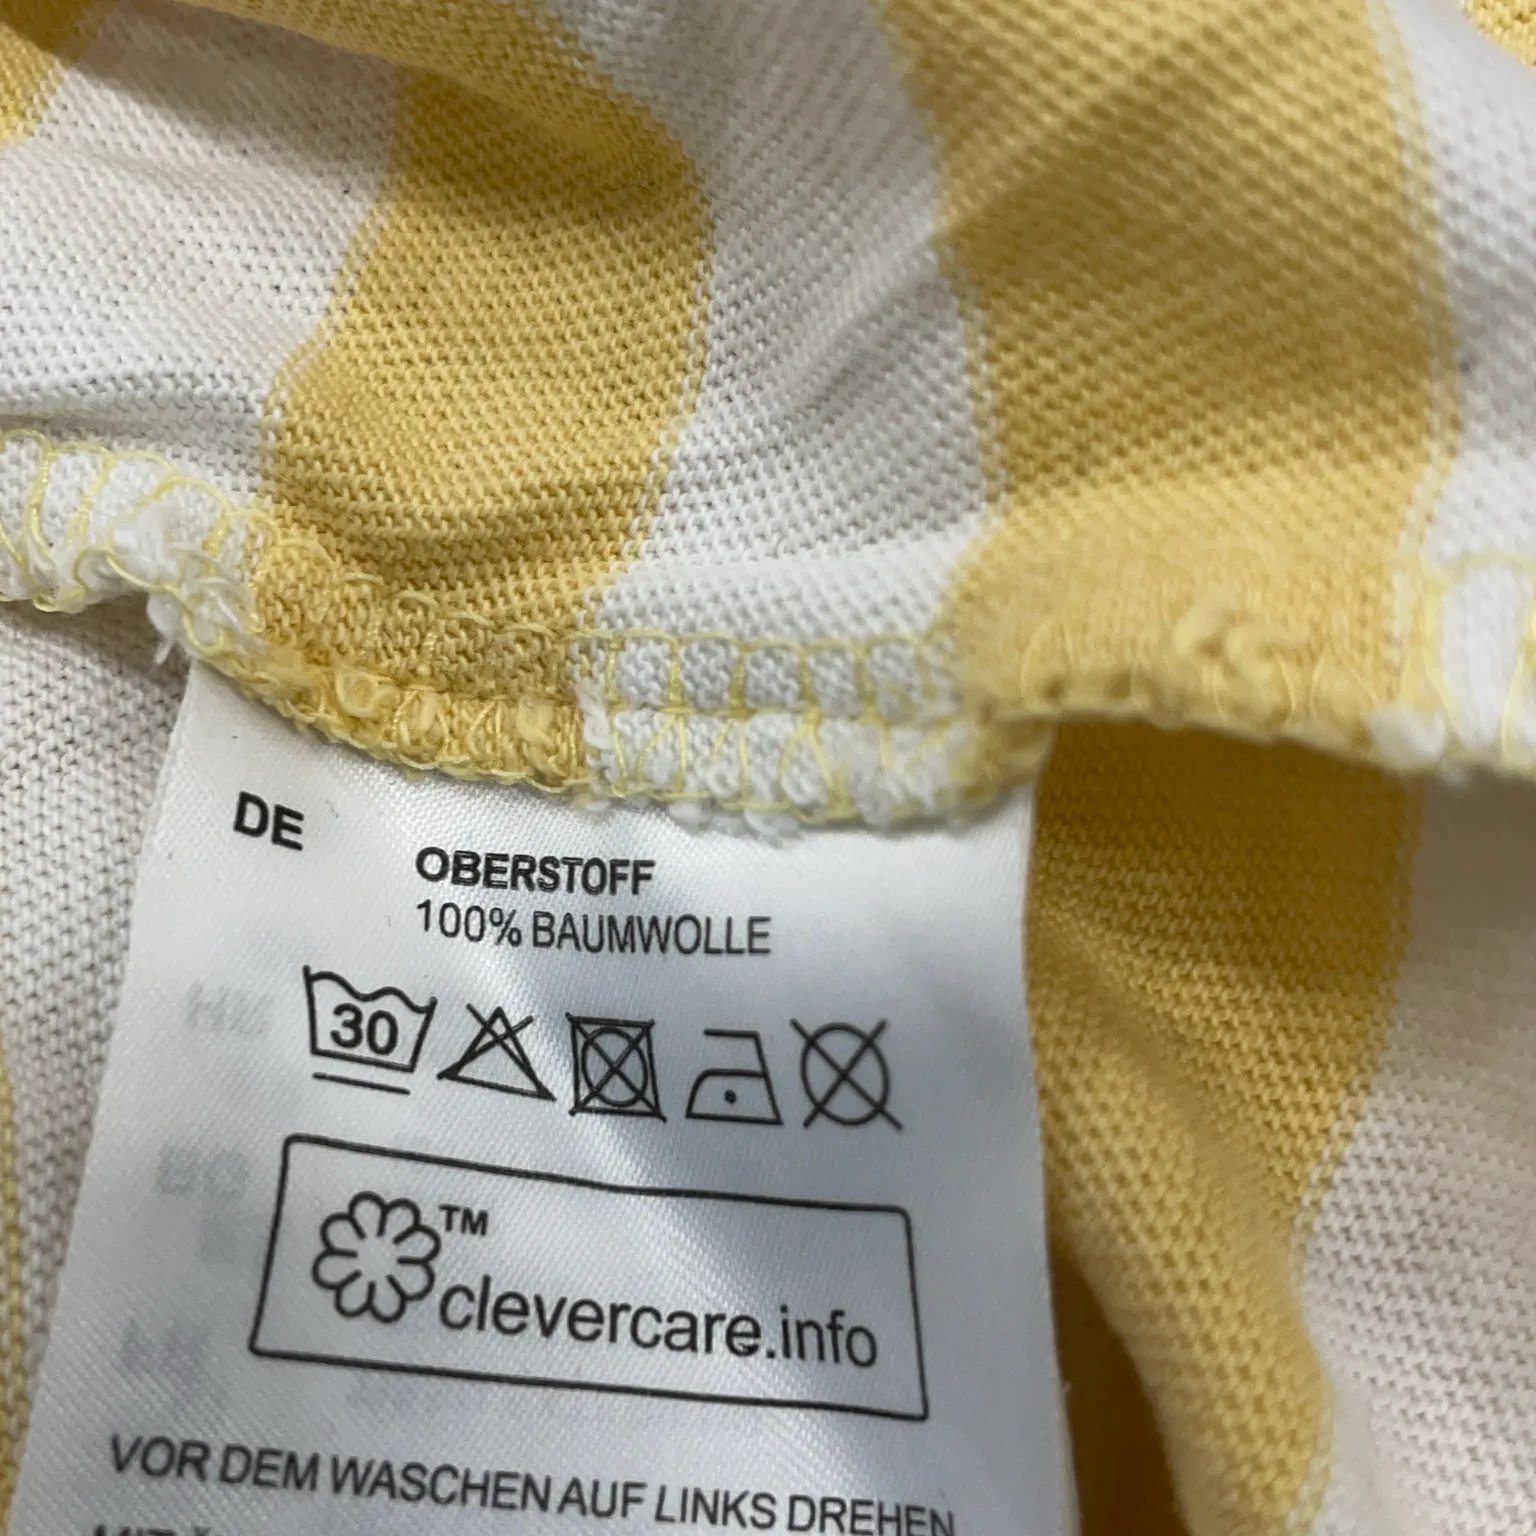 DE
OBERSTOFF
100% BAUMWOLLE
30
TM
clevercare.info
VOR DEM WASCHEN AUF LINKS DREHEN